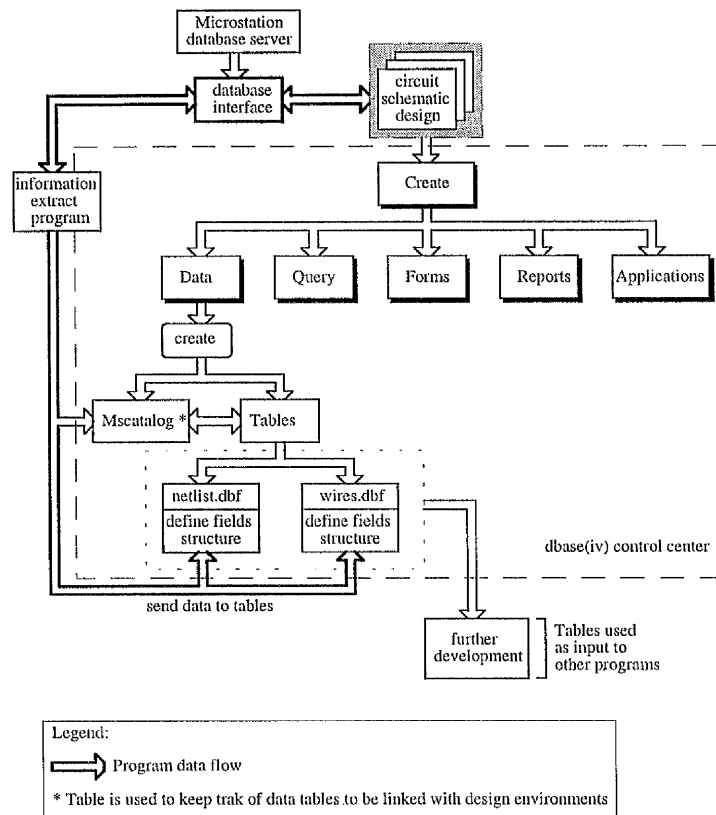 Microstation
database server
database
interface
circuit
schematic
design
information
extract
program
Create
Data
Query
Forms
Reports
Applications
create
Mscatalog *
Tables
netlist.dbf
define fields
structure
wires.dbf
define fields
structure
dbase(iv) control center
send data to tables
further
development
Tables used
as input to
other programs
Legend:
Program data flow
* Table is used to keep trak of data tables to be linked with design environments